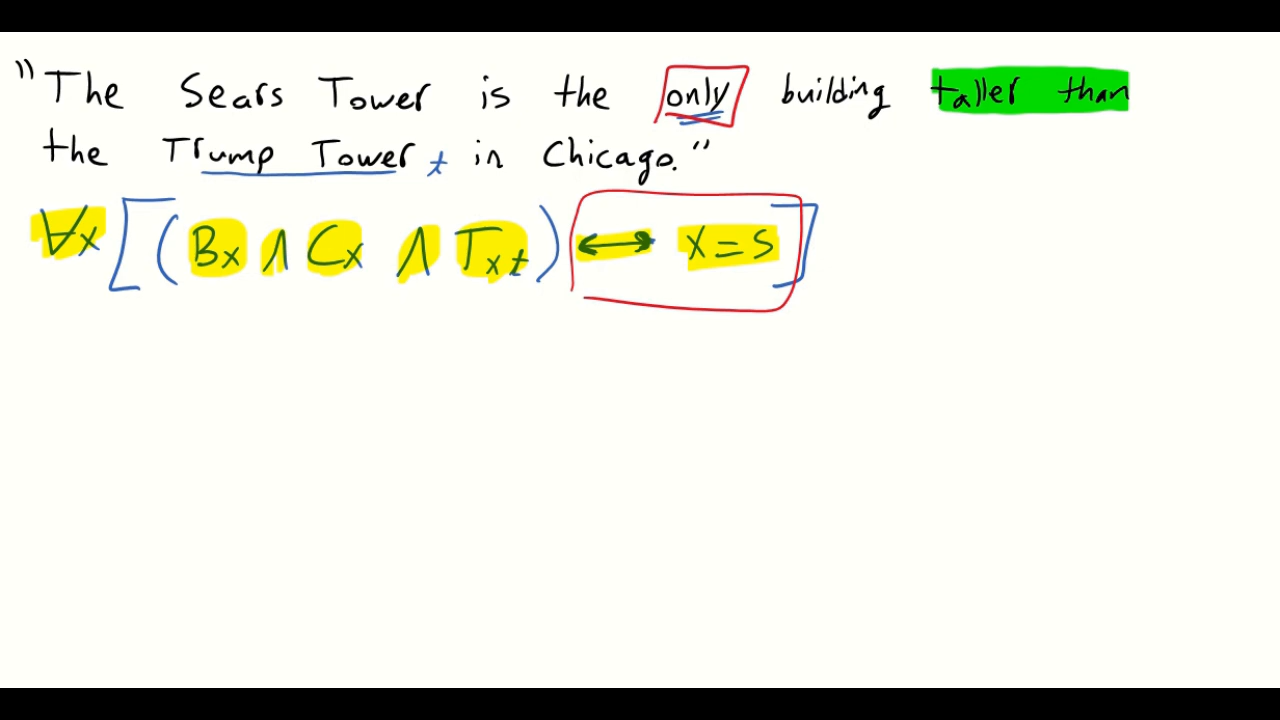 "The Sears Tower is the only building taller than
the Trump Tower t in Chicago."
∀x [(Bx ∧ Cx ∧ Txt) ↔ x = s]